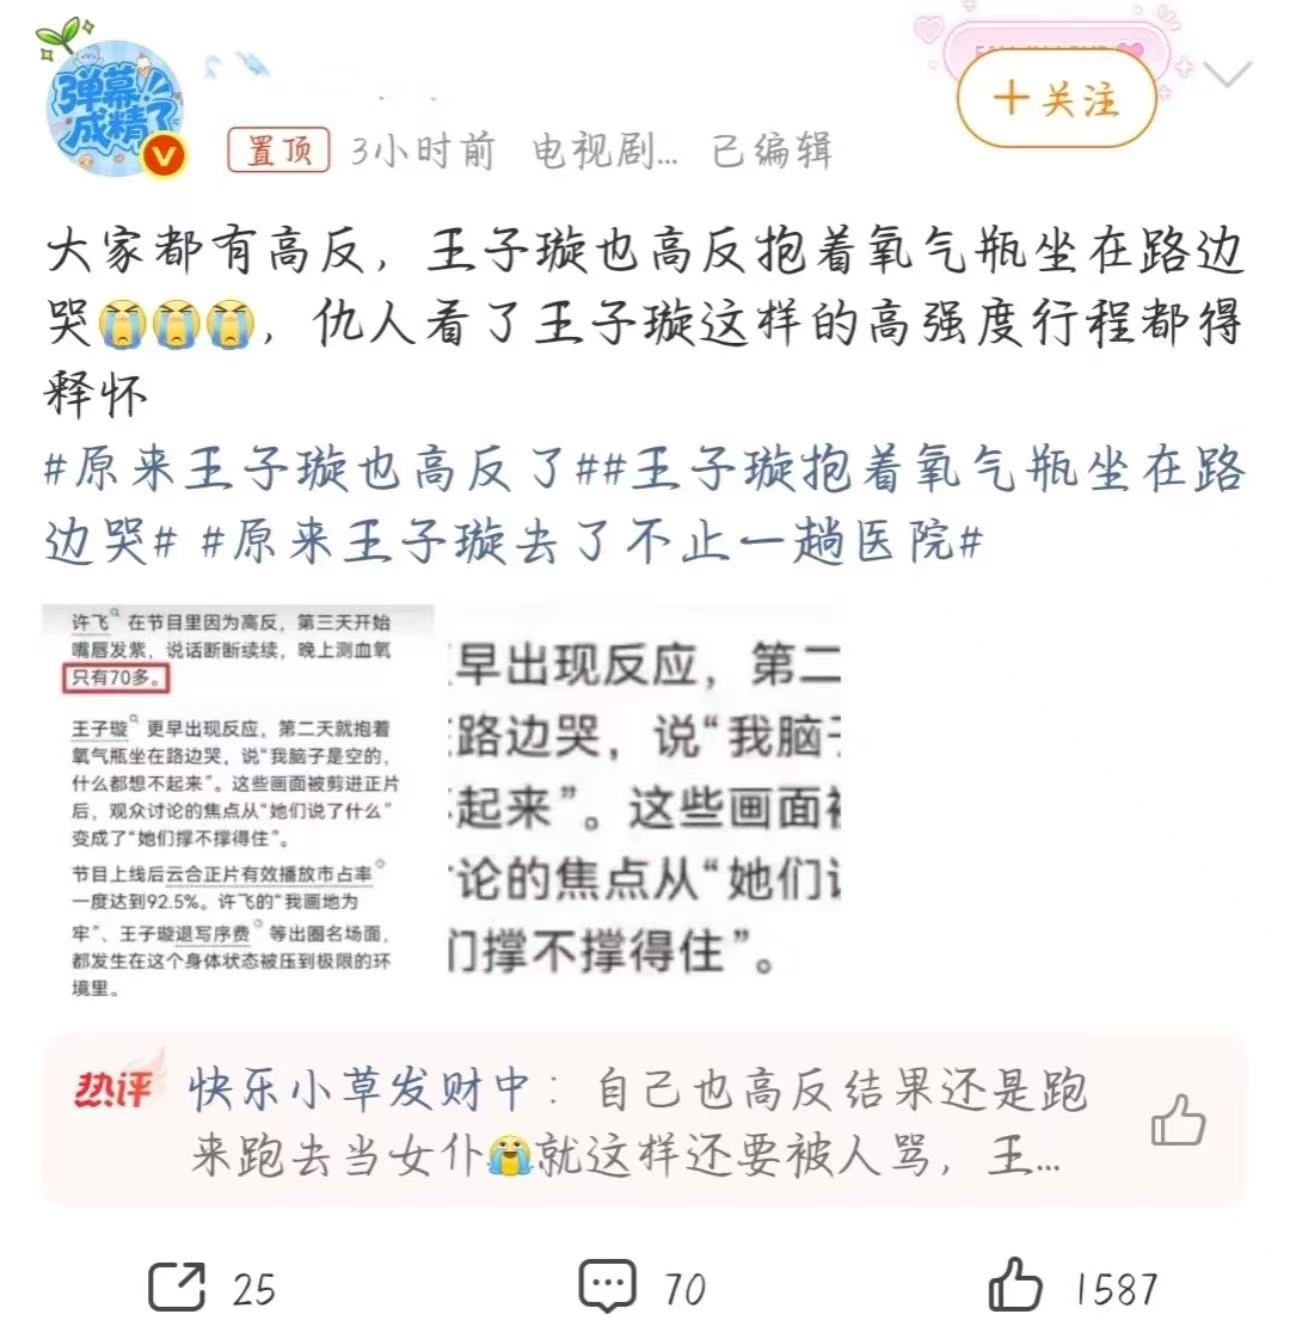 弹幕
成精了
置顶 3小时前 电视剧... 已编辑
+关注
大家都有高反，王子璇也高反抱着氧气瓶坐在路边
哭😭😭😭，仇人看了王子璇这样的高强度行程都得
释怀
#原来王子璇也高反了##王子璇抱着氧气瓶坐在路
边哭# #原来王子璇去了不止一趟医院#
许飞 在节目里因为高反，第三天开始
嘴唇发紫，说话断断续续，晚上测血氧
只有70多。
王子璇 更早出现反应，第二天就抱着
氧气瓶坐在路边哭，说“我脑子是空的，
什么都想不起来”。这些画面被剪进正片
后，观众讨论的焦点从“她们说了什么”
变成了“她们撑不撑得住”。
节目上线后云合正片有效播放市占率
一度达到92.5%。许飞的“我画地为
牢”、王子璇退写序费 等出圈名场面，
都发生在这个身体状态被压到极限的环
境里。
早出现反应，第二
路边哭，说“我脑子
起来”。这些画面被
论的焦点从“她们说
们撑不撑得住”。
热评 快乐小草发财中：自己也高反结果还是跑
来跑去当女仆😭就这样还要被人骂，王...
25 70 1587